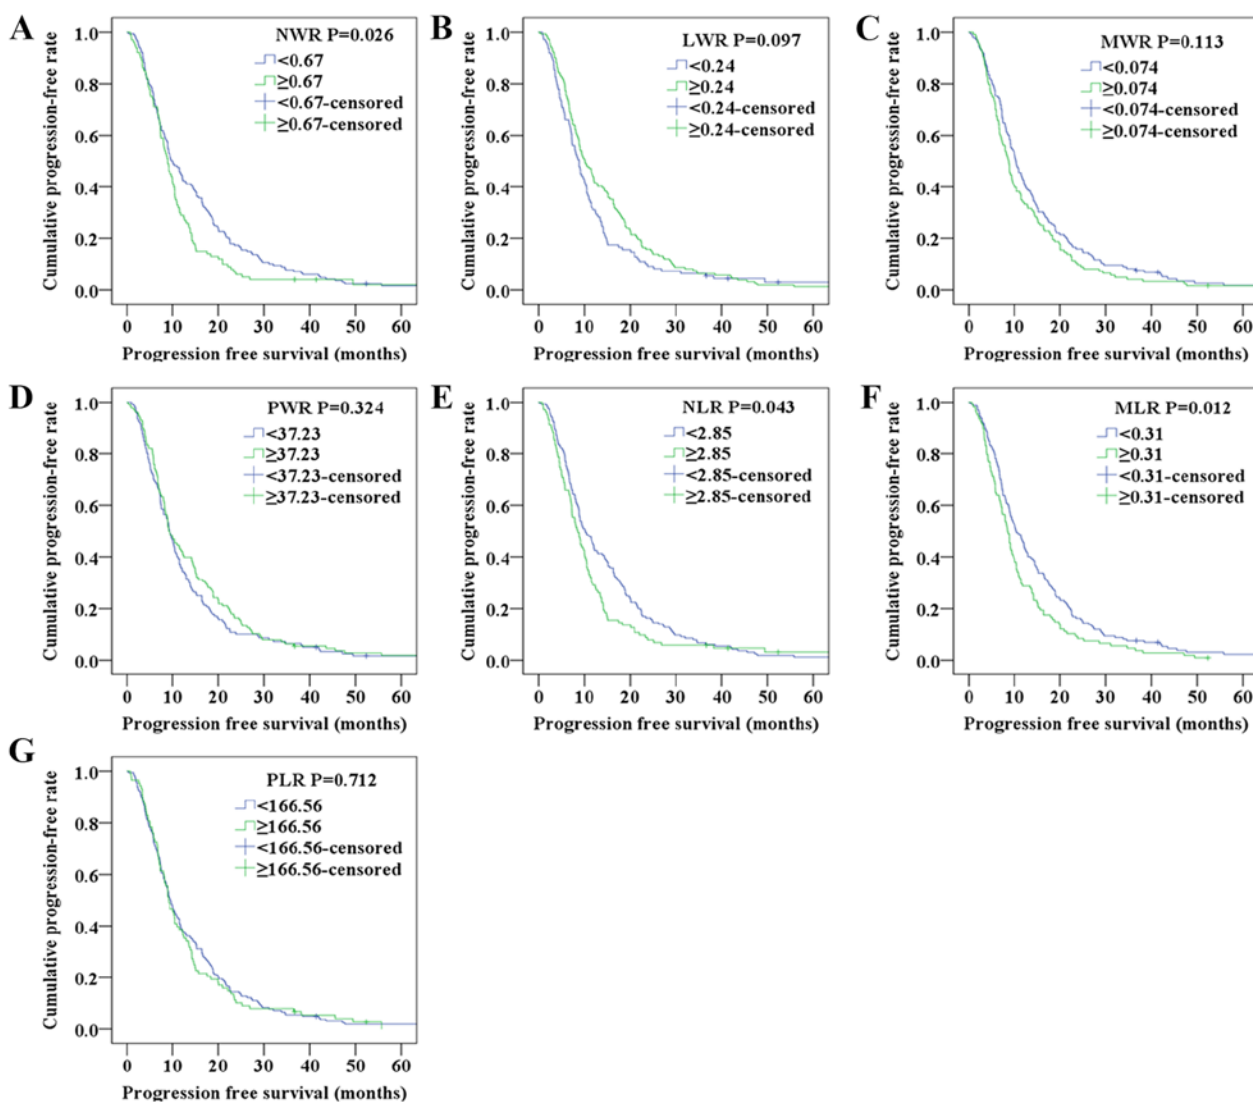 A
NWR P=0.026
<0.67
≥0.67
<0.67-censored
≥0.67-censored
Cumulative progression-free rate
1.0
0.8
0.6
0.4
0.2
0.0
0 10 20 30 40 50 60
Progression free survival (months)
B
LWR P=0.097
<0.24
≥0.24
<0.24-censored
≥0.24-censored
Cumulative progression-free rate
1.0
0.8
0.6
0.4
0.2
0.0
0 10 20 30 40 50 60
Progression free survival (months)
C
MWR P=0.113
<0.074
≥0.074
<0.074-censored
≥0.074-censored
Cumulative progression-free rate
1.0
0.8
0.6
0.4
0.2
0.0
0 10 20 30 40 50 60
Progression free survival (months)
D
PWR P=0.324
<37.23
≥37.23
<37.23-censored
≥37.23-censored
Cumulative progression-free rate
1.0
0.8
0.6
0.4
0.2
0.0
0 10 20 30 40 50 60
Progression free survival (months)
E
NLR P=0.043
<2.85
≥2.85
<2.85-censored
≥2.85-censored
Cumulative progression-free rate
1.0
0.8
0.6
0.4
0.2
0.0
0 10 20 30 40 50 60
Progression free survival (months)
F
MLR P=0.012
<0.31
≥0.31
<0.31-censored
≥0.31-censored
Cumulative progression-free rate
1.0
0.8
0.6
0.4
0.2
0.0
0 10 20 30 40 50 60
Progression free survival (months)
G
PLR P=0.712
<166.56
≥166.56
<166.56-censored
≥166.56-censored
Cumulative progression-free rate
1.0
0.8
0.6
0.4
0.2
0.0
0 10 20 30 40 50 60
Progression free survival (months)